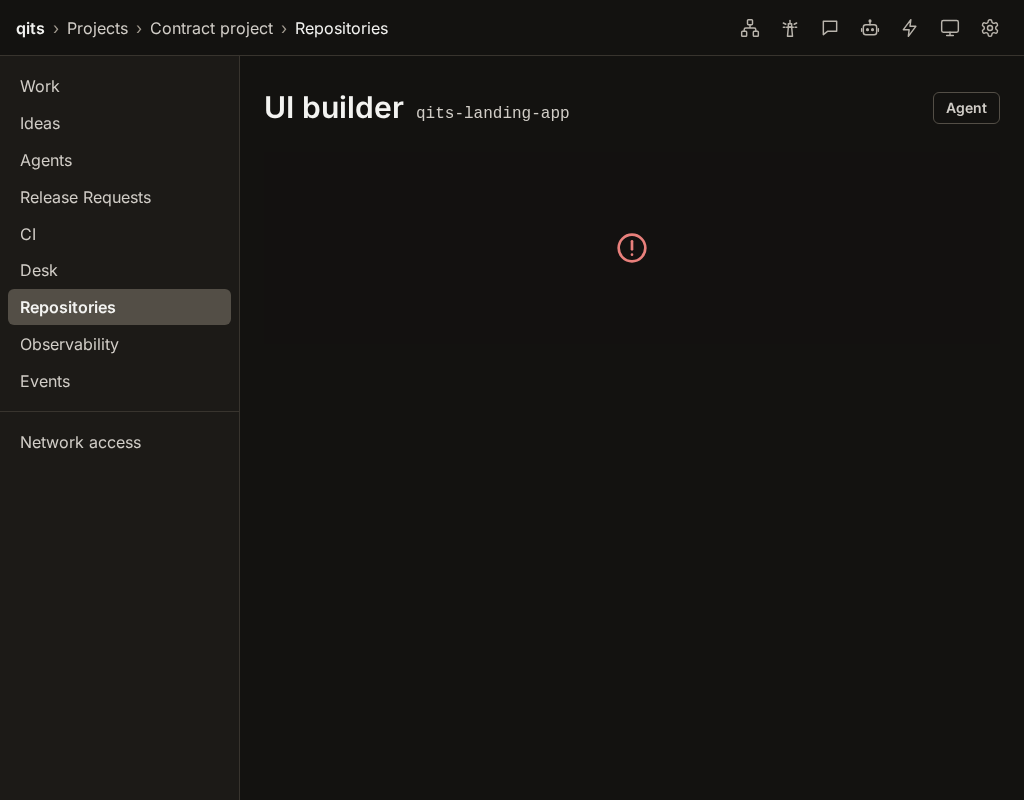 qits › Projects › Contract project › Repositories
Work
Ideas
Agents
Release Requests
CI
Desk
Repositories
Observability
Events
Network access
UI builder qits-landing-app
Agent